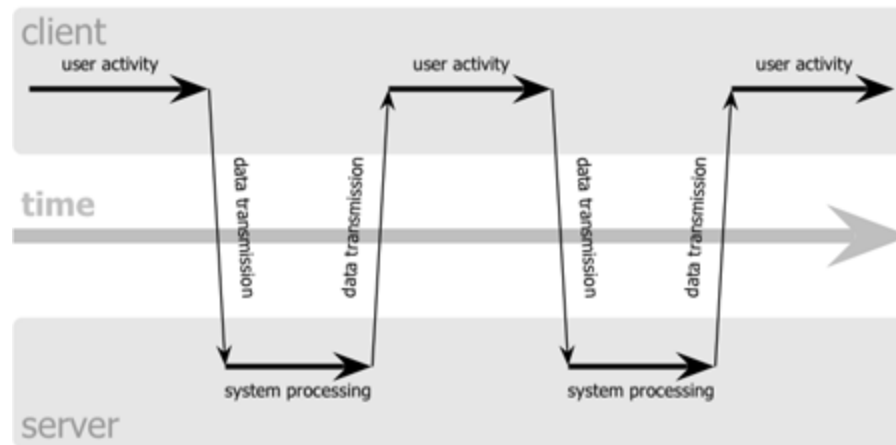 client
user activity
user activity
user activity
data transmission
data transmission
data transmission
data transmission
time
system processing
system processing
server